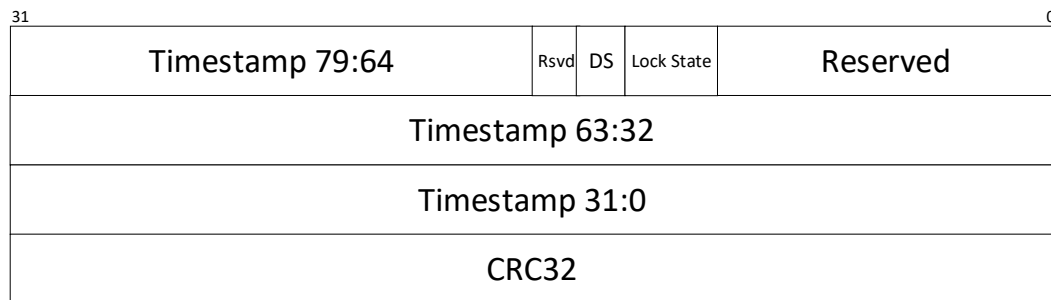 31 0
Timestamp 79:64 Rsvd DS Lock State Reserved
Timestamp 63:32
Timestamp 31:0
CRC32